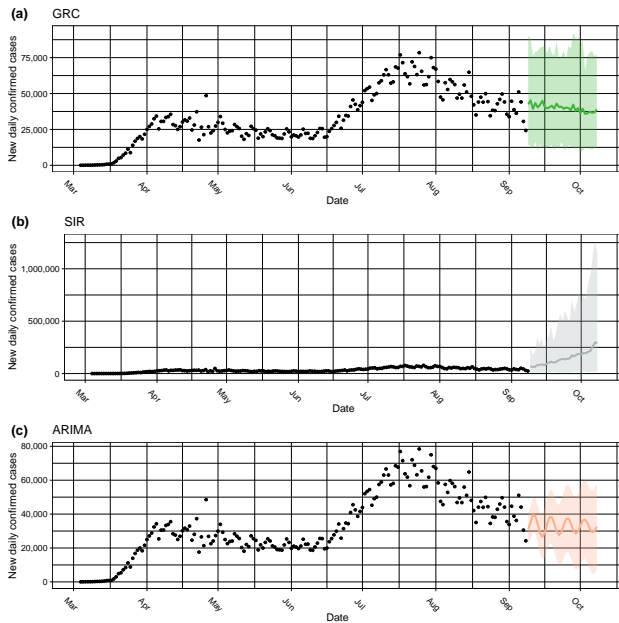 (a) GRC
New daily confirmed cases
75,000
50,000
25,000
0
Mar Apr May Jun Jul Aug Sep Oct
Date
(b) SIR
New daily confirmed cases
1,000,000
500,000
0
Mar Apr May Jun Jul Aug Sep Oct
Date
(c) ARIMA
New daily confirmed cases
80,000
60,000
40,000
20,000
0
Mar Apr May Jun Jul Aug Sep Oct
Date